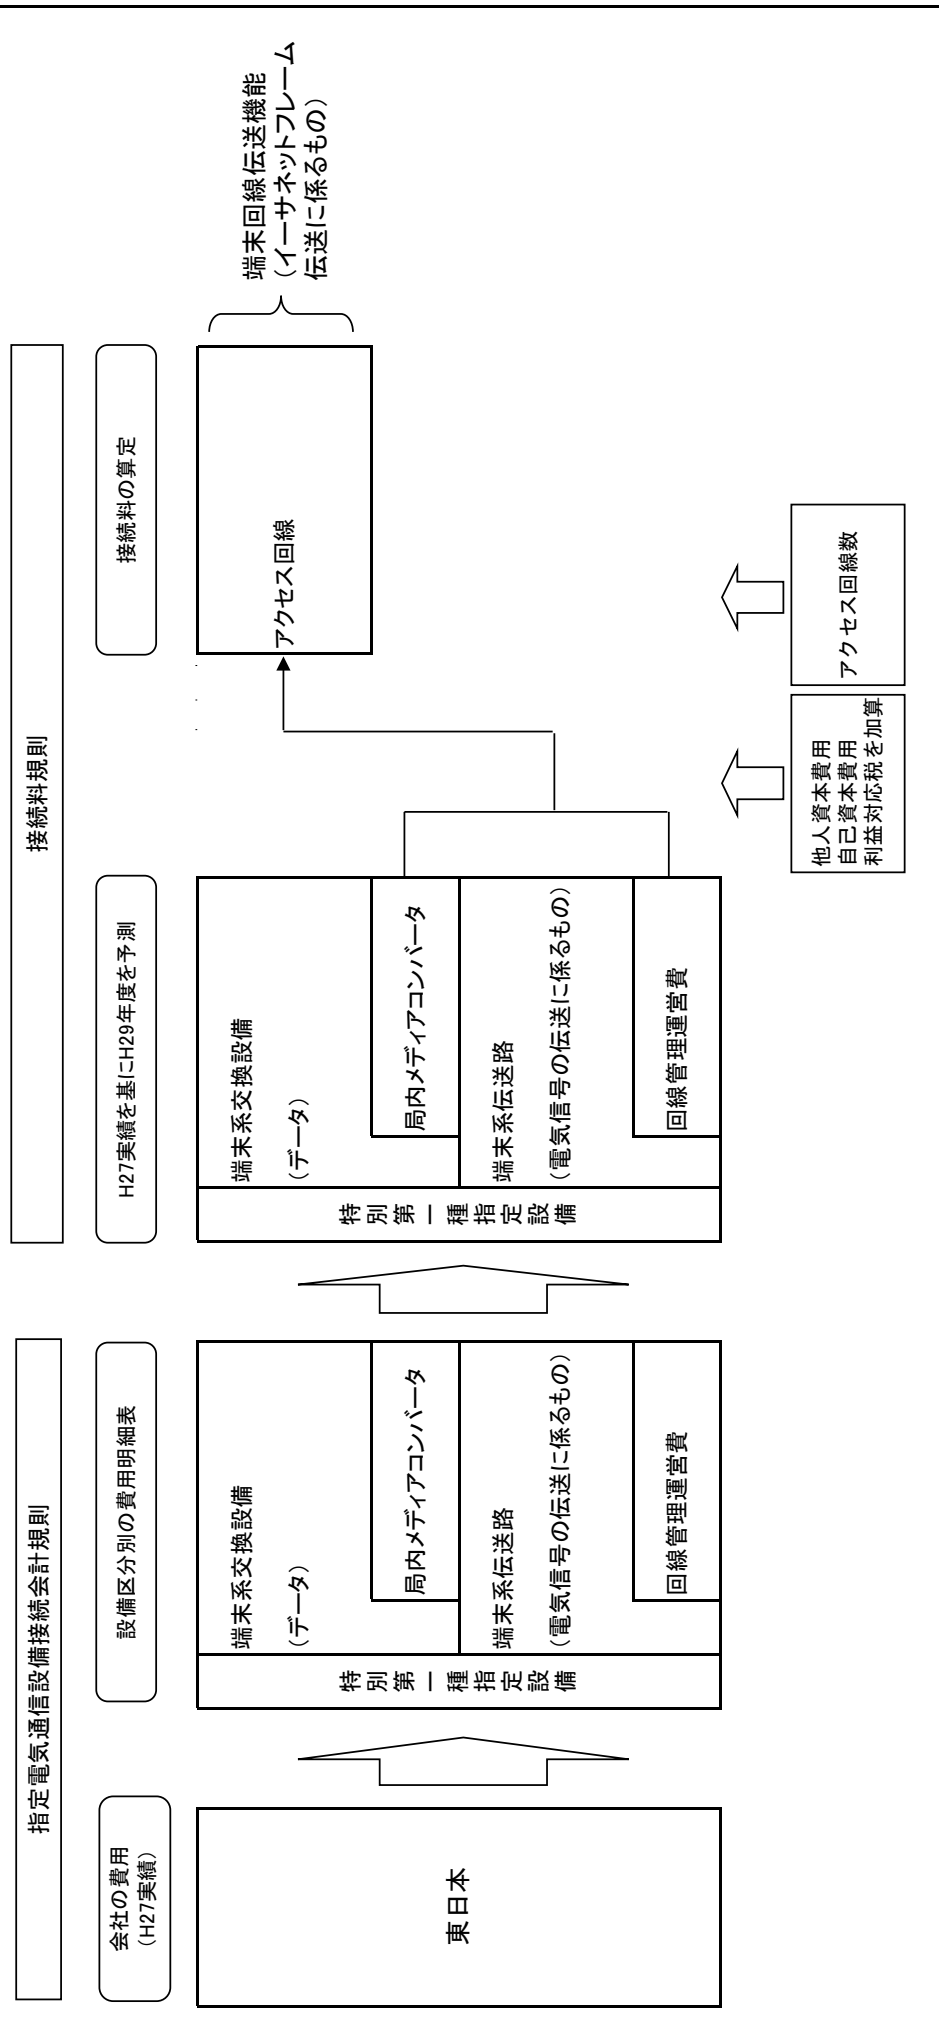 指定電気通信設備接続会計規則
接続料規則
会社の費用
（H27実績）
設備区分別の費用明細表
H27実績を基にH29年度を予測
接続料の算定
東日本
特別第一種指定設備
端末系交換設備
（データ）
局内メディアコンバータ
端末系伝送路
（電気信号の伝送に係るもの）
回線管理運営費
特別第一種指定設備
端末系交換設備
（データ）
局内メディアコンバータ
端末系伝送路
（電気信号の伝送に係るもの）
回線管理運営費
アクセス回線
端末回線伝送機能
（イーサネットフレーム
伝送に係るもの）
他人資本費用
自己資本費用
利益対応税を加算
アクセス回線数